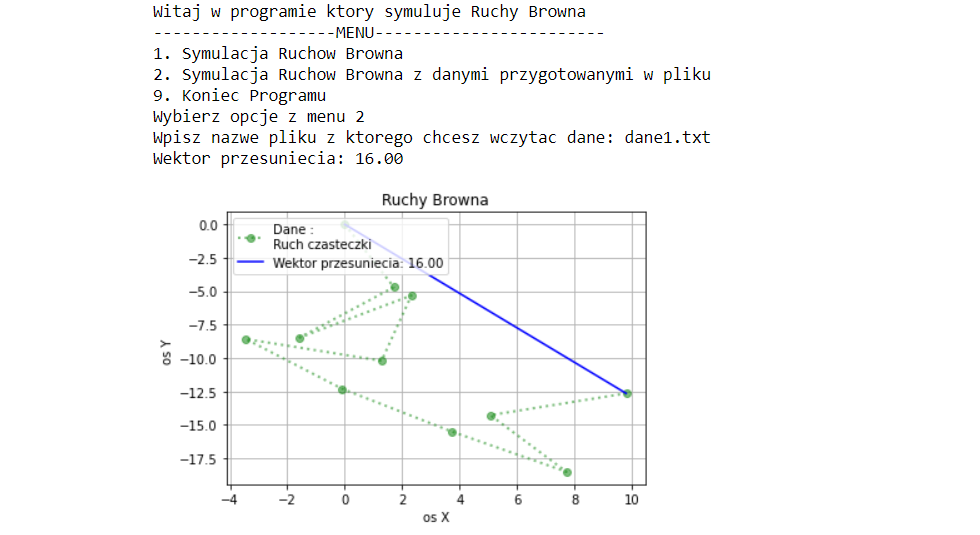 Witaj w programie ktory symuluje Ruchy Browna
-------------------MENU------------------------
1. Symulacja Ruchow Browna
2. Symulacja Ruchow Browna z danymi przygotowanymi w pliku
9. Koniec Programu
Wybierz opcje z menu 2
Wpisz nazwe pliku z ktorego chcesz wczytac dane: dane1.txt
Wektor przesuniecia: 16.00
Ruchy Browna
Dane :
Ruch czasteczki
Wektor przesuniecia: 16.00
os Y
0.0
−2.5
−5.0
−7.5
−10.0
−12.5
−15.0
−17.5
−4 −2 0 2 4 6 8 10
os X